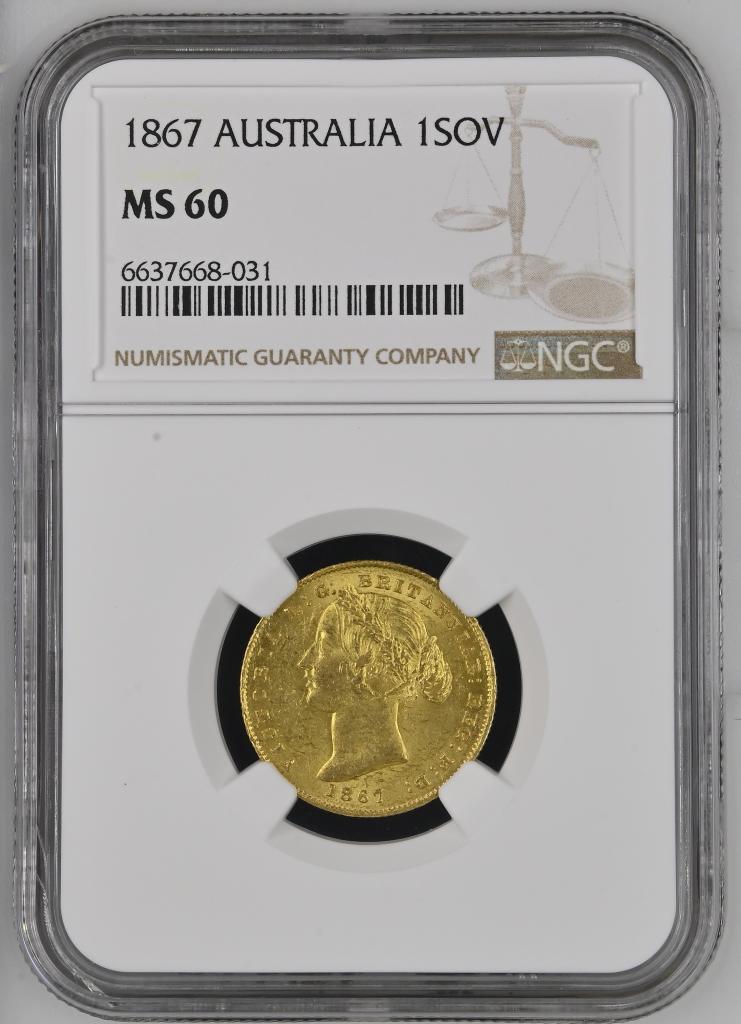 1867 AUSTRALIA 1SOV
MS 60
6637668-031
NUMISMATIC GUARANTY COMPANY
NGC®
G: BRITANNIAR: REG: F: D:
1867